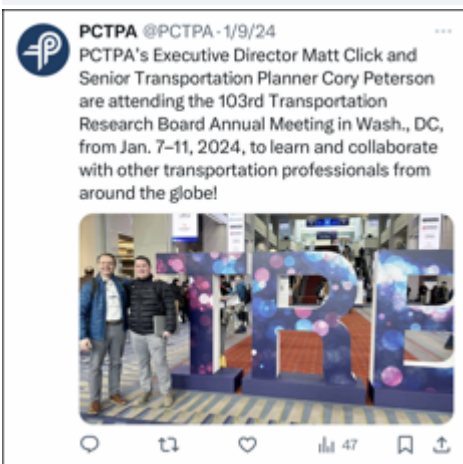 PCTPA @PCTPA · 1/9/24
PCTPA's Executive Director Matt Click and
Senior Transportation Planner Cory Peterson
are attending the 103rd Transportation
Research Board Annual Meeting in Wash., DC,
from Jan. 7–11, 2024, to learn and collaborate
with other transportation professionals from
around the globe!
TRB
47